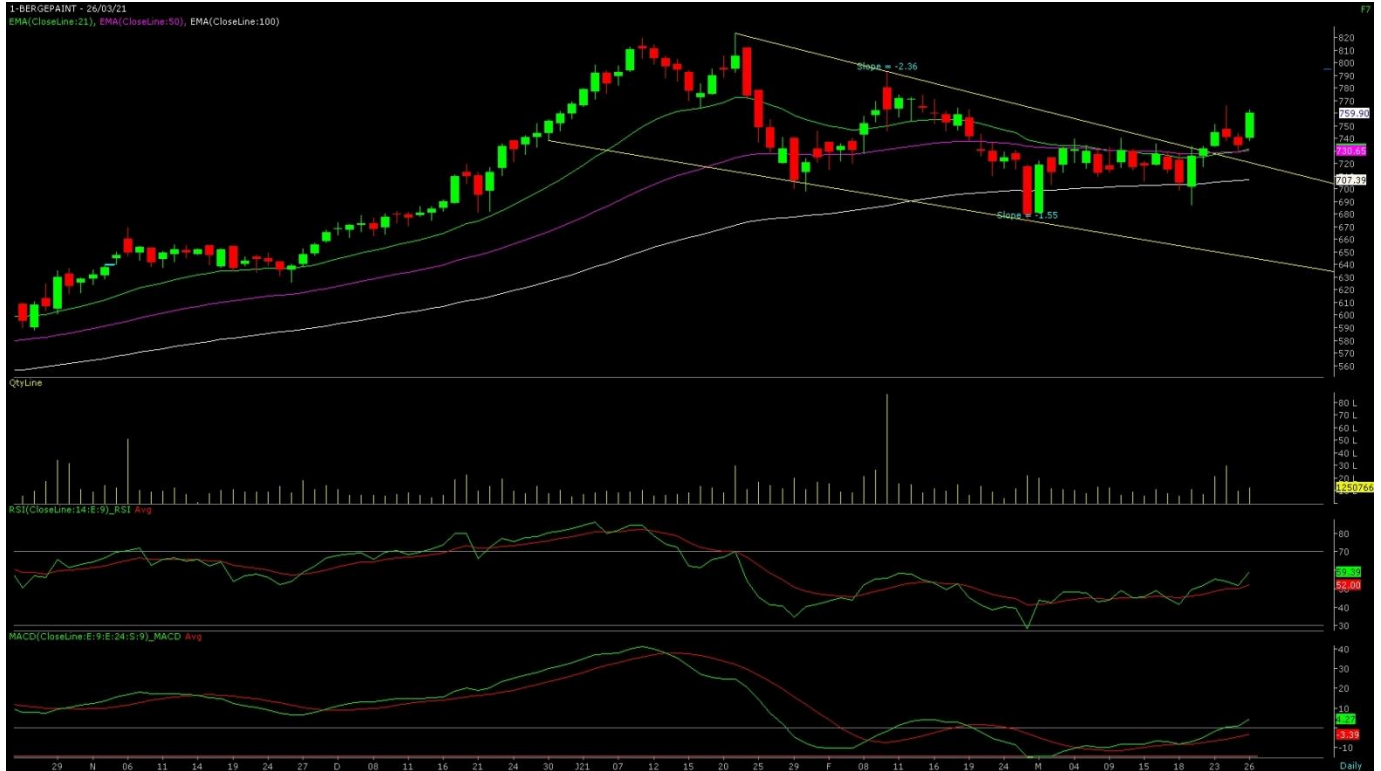 1-BERGEPAINT - 26/03/21
F7
EMA(CloseLine:21), EMA(CloseLine:50), EMA(CloseLine:100)
820
810
800
790
780
770
759.90
750
740
730.65
720
707.39
700
690
680
670
660
650
640
630
620
610
600
590
580
570
560
Slope = -2.36
Slope = -1.55
QtyLine
80 L
70 L
60 L
50 L
40 L
30 L
20 L
1250766
RSI(CloseLine:14:E:9)_RSI Avg
80
70
59.39
52.00
40
30
MACD(CloseLine:E:9:E:24:S:9)_MACD Avg
40
30
20
10
4.27
-3.39
-10
29 N 06 11 14 19 24 27 D 08 11 16 21 24 30 J21 07 12 15 20 25 29 F 08 11 16 19 24 M 04 09 15 18 23 26
Daily